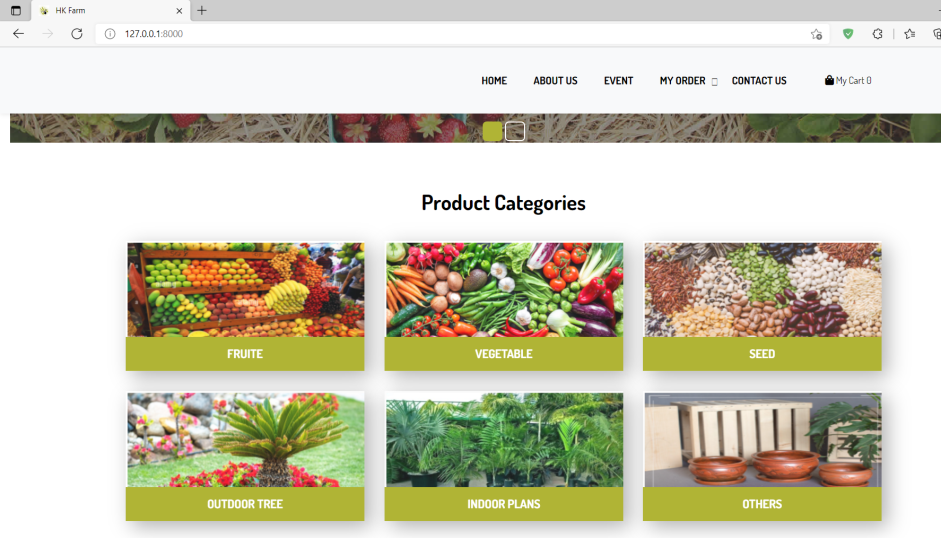 HK Farm
127.0.0.1:8000
HOME ABOUT US EVENT MY ORDER CONTACT US My Cart 0
Product Categories
FRUITE VEGETABLE SEED
OUTDOOR TREE INDOOR PLANS OTHERS